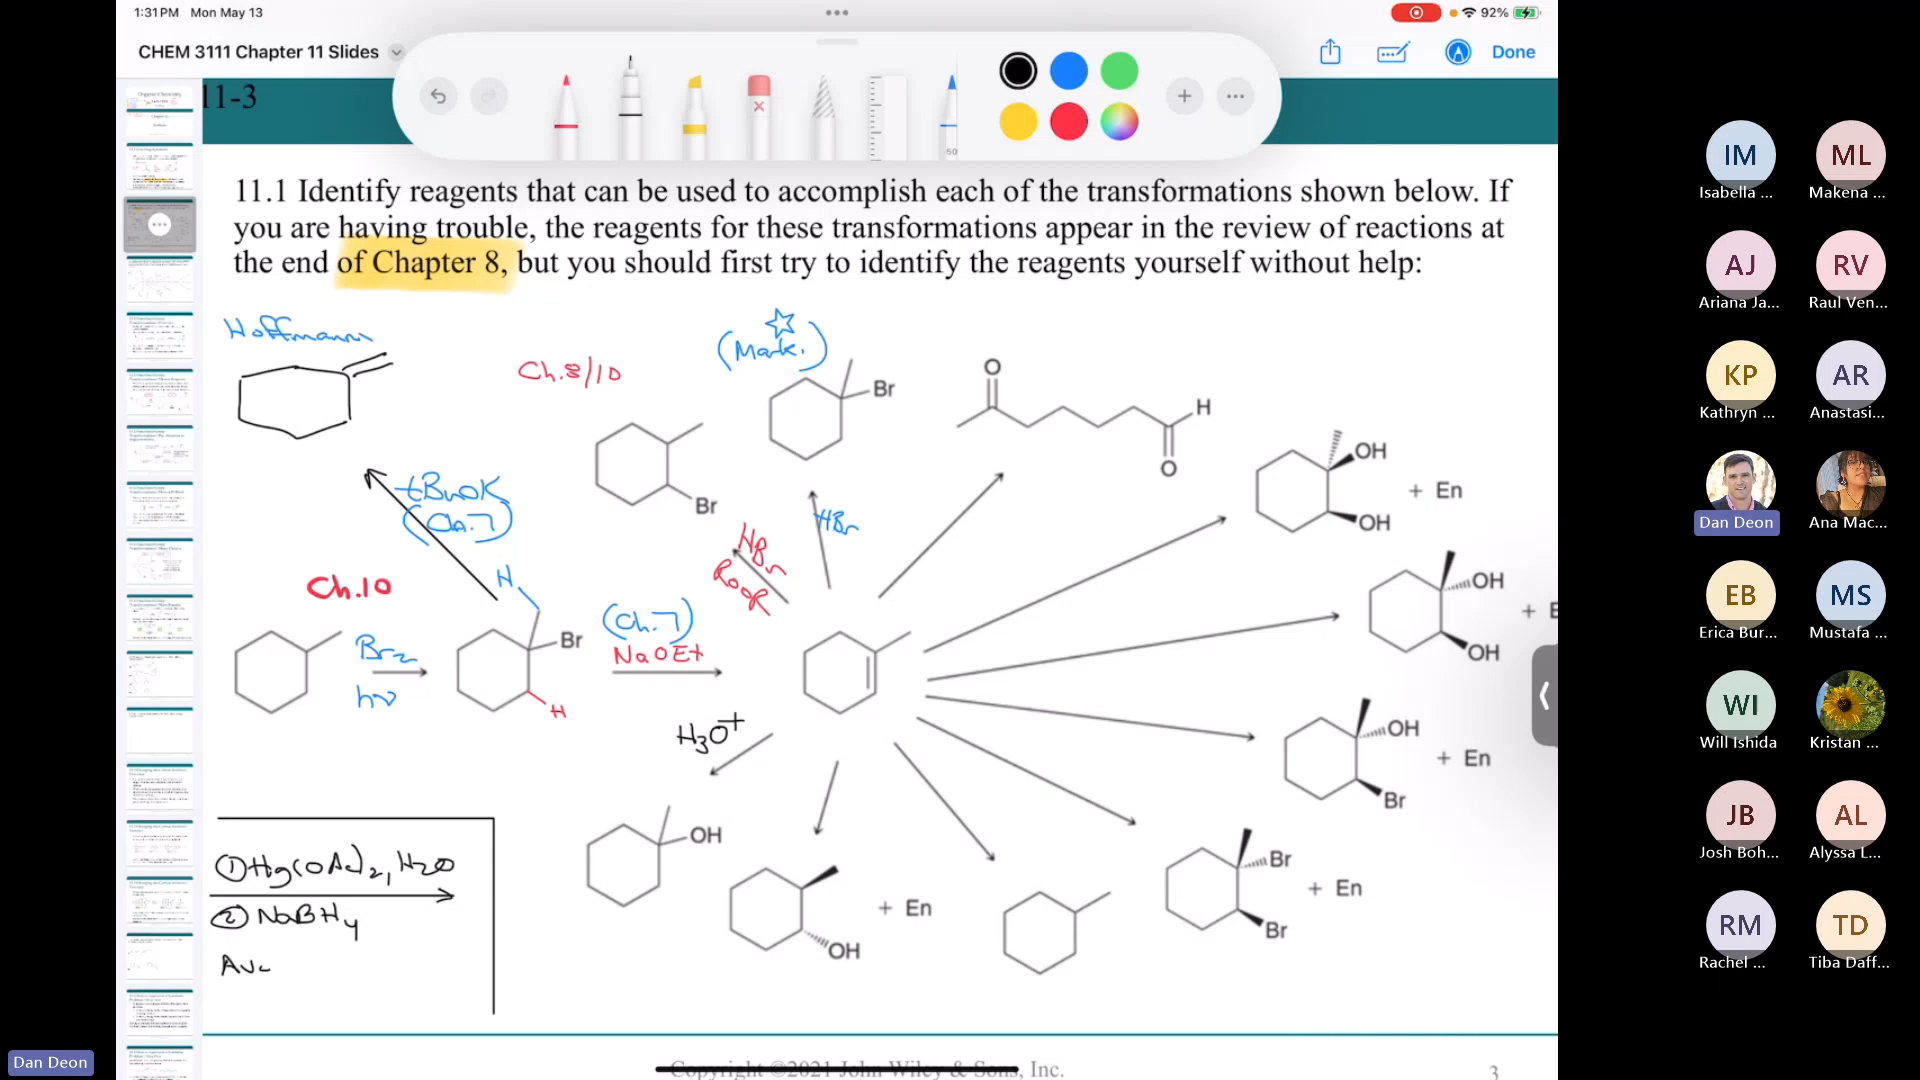 1:31 PM Mon May 13
92%
CHEM 3111 Chapter 11 Slides
Done
11-3
50
11.1 Identify reagents that can be used to accomplish each of the transformations shown below. If
you are having trouble, the reagents for these transformations appear in the review of reactions at
the end of Chapter 8, but you should first try to identify the reagents yourself without help:
Hoffmann
(Mark.)
Ch.8/10
Br
O
H
O
Br
OH
OH
+ En
tBuOK
(Ch.7)
HBr
HBr
ROOR
Ch.10
H
OH
OH
+ E
Br2
hν
Br
H
(Ch.7)
NaOEt
H3O+
OH
Br
+ En
OH
OH
+ En
Br
Br
+ En
① Hg(OAc)2, H2O
② NaBH4
Copyright ©2021 John Wiley & Sons, Inc.
3
IM
Isabella ...
ML
Makena ...
AJ
Ariana Ja...
RV
Raul Ven...
KP
Kathryn ...
AR
Anastasi...
Dan Deon
Ana Mac...
EB
Erica Bur...
MS
Mustafa ...
WI
Will Ishida
Kristan ...
JB
Josh Boh...
AL
Alyssa L...
RM
Rachel ...
TD
Tiba Daff...
Dan Deon